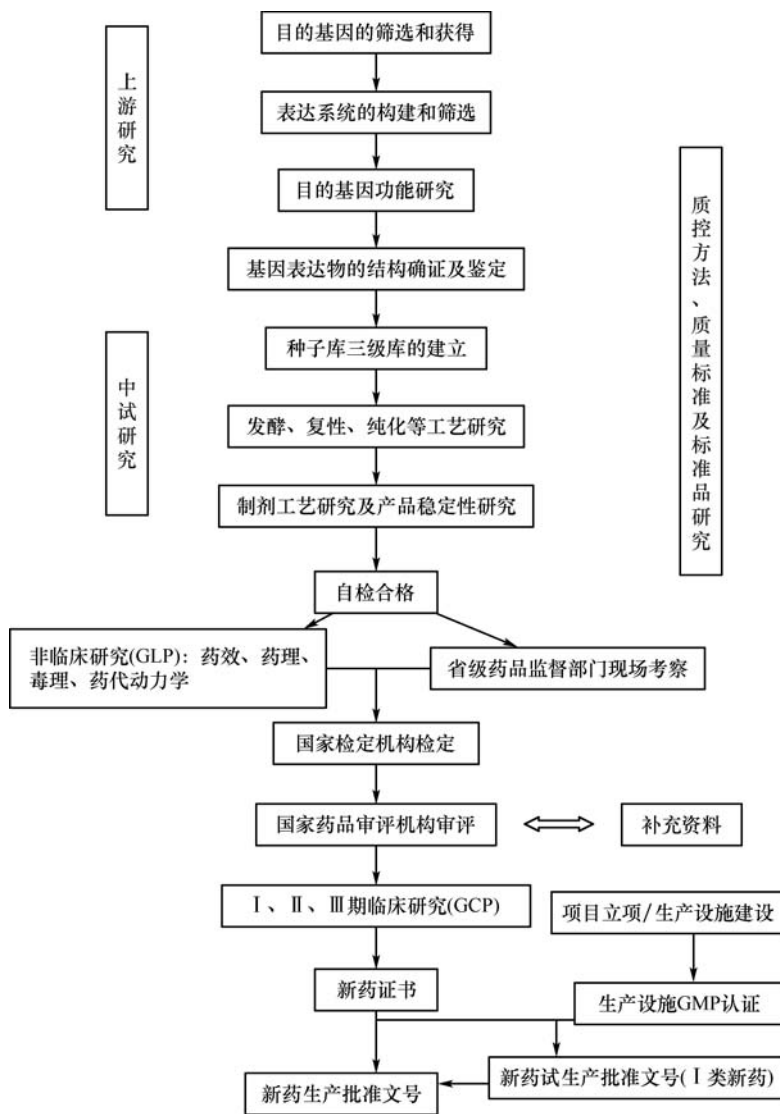 目的基因的筛选和获得
上游研究
表达系统的构建和筛选
目的基因功能研究
质控方法、质量标准及标准品研究
基因表达物的结构确证及鉴定
种子库三级库的建立
中试研究
发酵、复性、纯化等工艺研究
制剂工艺研究及产品稳定性研究
自检合格
非临床研究(GLP)：药效、药理、
毒理、药代动力学
省级药品监督部门现场考察
国家检定机构检定
国家药品审评机构审评
补充资料
Ⅰ、Ⅱ、Ⅲ期临床研究(GCP)
项目立项/生产设施建设
新药证书
生产设施GMP认证
新药试生产批准文号(Ⅰ类新药)
新药生产批准文号